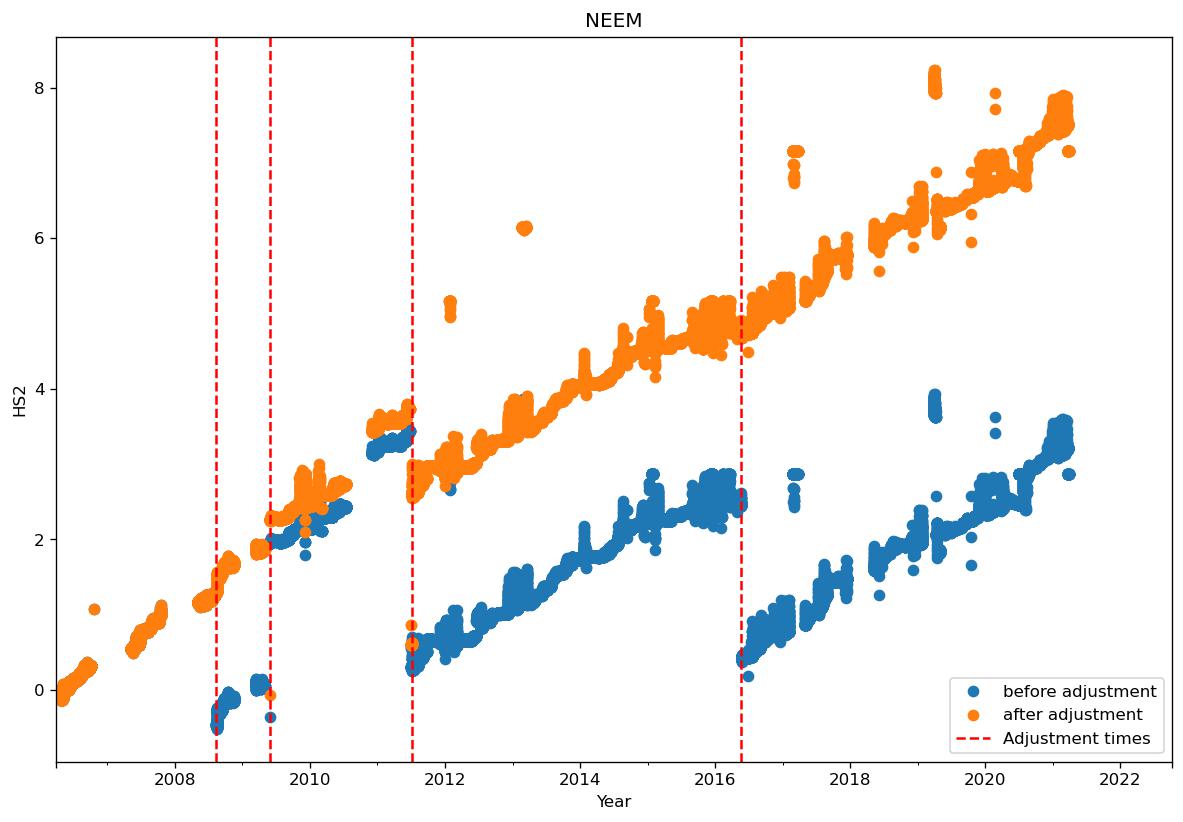 NEEM
HS2
8
6
4
2
0
before adjustment
after adjustment
Adjustment times
2008 2010 2012 2014 2016 2018 2020 2022
Year